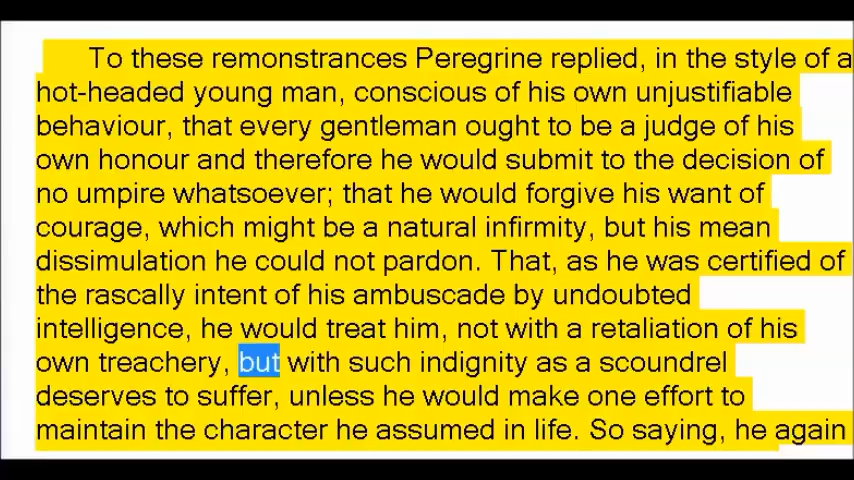 To these remonstrances Peregrine replied, in the style of a
hot-headed young man, conscious of his own unjustifiable
behaviour, that every gentleman ought to be a judge of his
own honour and therefore he would submit to the decision of
no umpire whatsoever; that he would forgive his want of
courage, which might be a natural infirmity, but his mean
dissimulation he could not pardon. That, as he was certified of
the rascally intent of his ambuscade by undoubted
intelligence, he would treat him, not with a retaliation of his
own treachery, but with such indignity as a scoundrel
deserves to suffer, unless he would make one effort to
maintain the character he assumed in life. So saying, he again